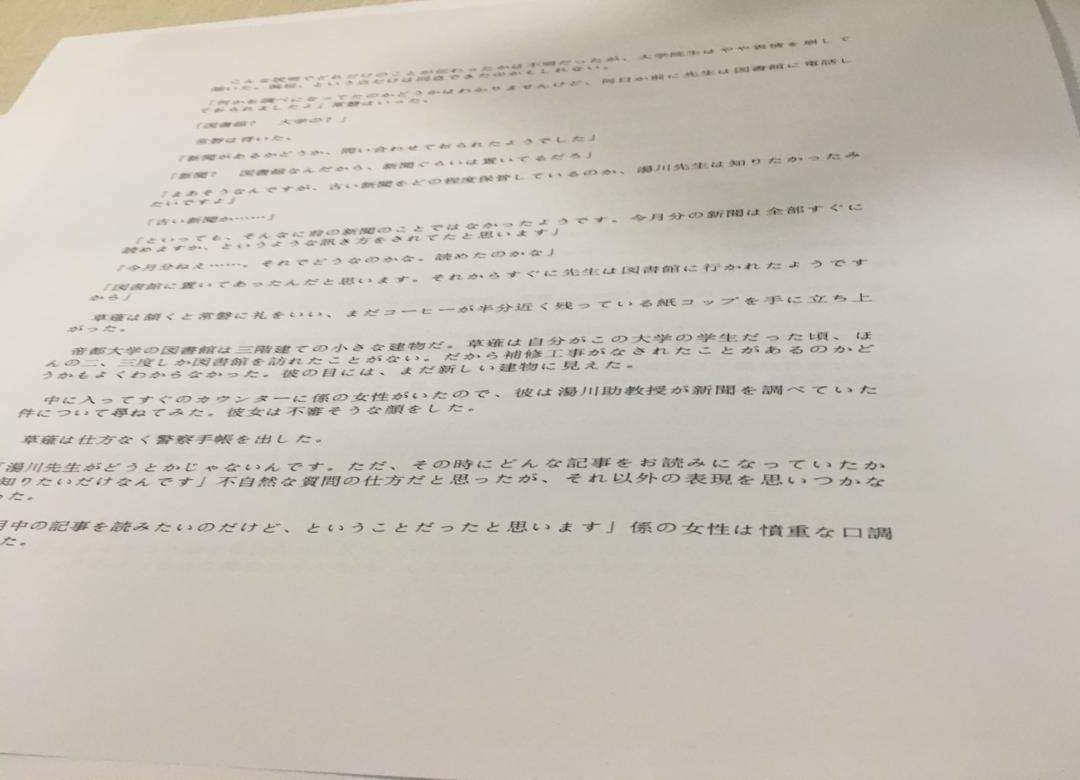 こんな説明でどれだけのことが伝わったかは不明だったが、大学院生はやや表情を崩して
頷いた。偏屈、という点だけは同意できたのかもしれない。
「何かお調べになってたのかどうかはわかりませんけど、何日か前に先生は図書館に電話し
ておられましたよ」常磐はいった。
「図書館？　大学の？」
常磐は頷いた。
「新聞があるかどうか、問い合わせておられたようでした」
「新聞？　図書館なんだから、新聞ぐらいは置いてるだろ」
「まあそうなんですが、古い新聞をどの程度保管しているのか、湯川先生は知りたかったみ
たいですよ」
「古い新聞か……」
「といっても、そんなに前の新聞のことではなかったようです。今月分の新聞は全部すぐに
読めますか、というような訊き方をされてたと思います」
「今月分ねえ……。それでどうなのかな。読めたのかな」
「図書館に置いてあったんだと思います。それからすぐに先生は図書館に行かれたようです
から」
草薙は頷くと常磐に礼をいい、まだコーヒーが半分近く残っている紙コップを手に立ち上
がった。
帝都大学の図書館は三階建ての小さな建物だ。草薙は自分がこの大学の学生だった頃、ほ
んの二、三度しか図書館を訪れたことがない。だから補修工事がなされたことがあるのかど
うかもよくわからなかった。彼の目には、まだ新しい建物に見えた。
中に入ってすぐのカウンターに係の女性がいたので、彼は湯川助教授が新聞を調べていた
件について尋ねてみた。彼女は不審そうな顔をした。
草薙は仕方なく警察手帳を出した。
「湯川先生がどうとかじゃないんです。ただ、その時にどんな記事をお読みになっていたか
知りたいだけなんです」不自然な質問の仕方だと思ったが、それ以外の表現を思いつかな
った。
月中の記事を読みたいのだけど、ということだったと思います」係の女性は慎重な口調
た。